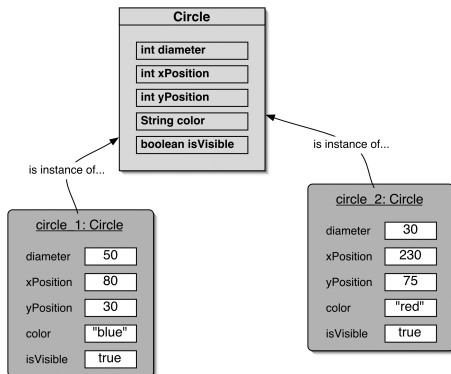 Circle
int diameter
int xPosition
int yPosition
String color
boolean isVisible
is instance of...
is instance of...
circle_1: Circle
diameter 50
xPosition 80
yPosition 30
color "blue"
isVisible true
circle_2: Circle
diameter 30
xPosition 230
yPosition 75
color "red"
isVisible true